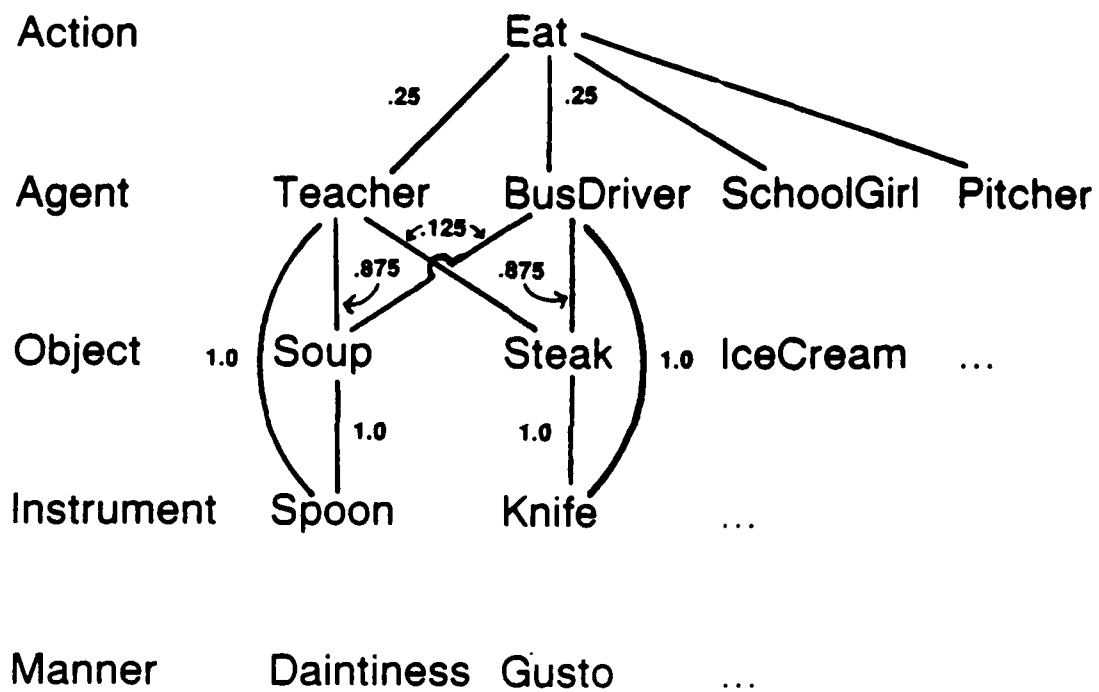 Action Eat
.25 .25
Agent Teacher BusDriver SchoolGirl Pitcher
.125
.875 .875
Object 1.0 Soup Steak 1.0 IceCream ...
1.0 1.0
Instrument Spoon Knife ...
Manner Daintiness Gusto ...